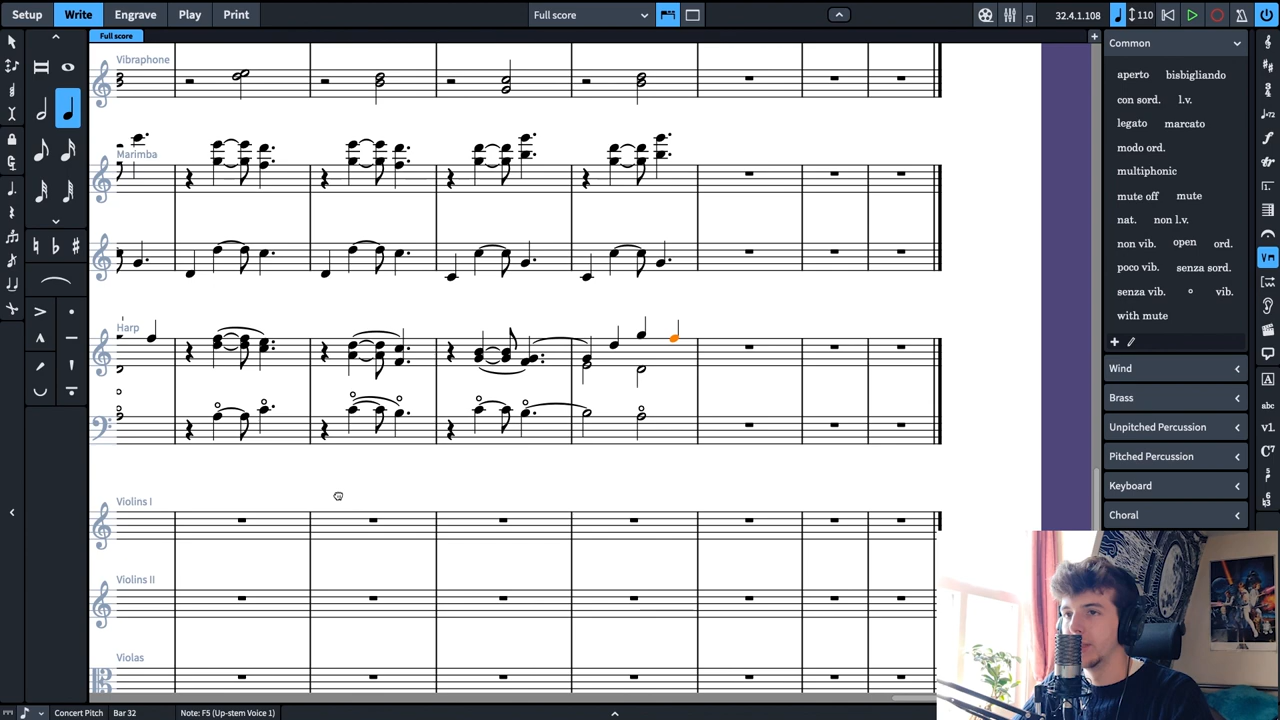 Setup Write Engrave Play Print Full score 32.4.1.108 110
Full score
Common
aperto bisbigliando
con sord. l.v.
legato marcato
modo ord.
multiphonic
mute off mute
nat. non l.v.
non vib. open ord.
poco vib. senza sord.
senza vib. vib.
with mute
Wind
Brass
Unpitched Percussion
Pitched Percussion
Keyboard
Choral
Vibraphone
Marimba
Harp
Violins I
Violins II
Violas
Concert Pitch Bar 32 Note: F5 (Up-stem Voice 1)